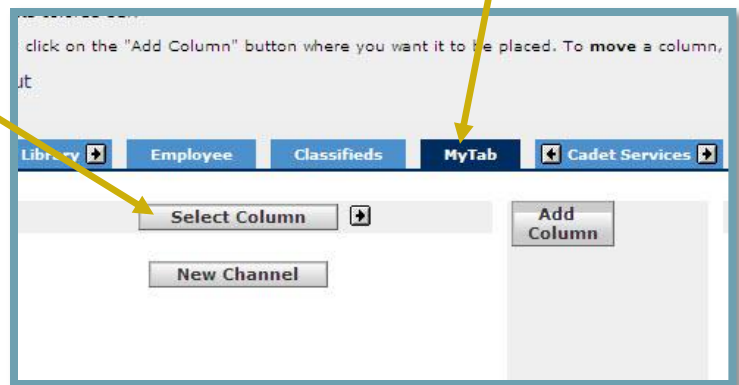 click on the "Add Column" button where you want it to be placed. To move a column,
Library Employee Classifieds MyTab Cadet Services
Select Column Add
Column
New Channel